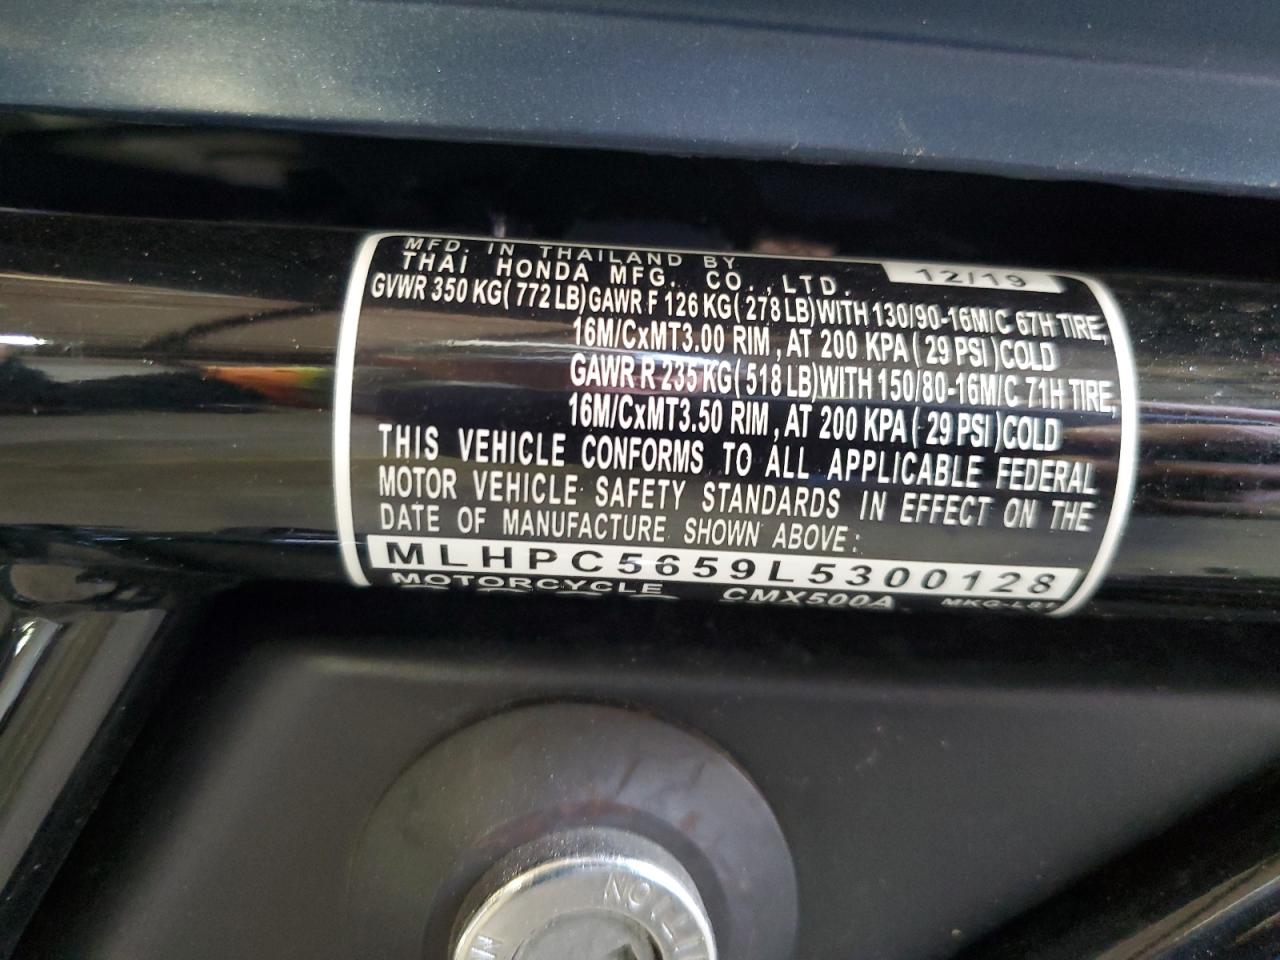 MFD. IN THAILAND BY
THAI HONDA MFG. CO.,LTD. 12/19
GVWR 350 KG(772 LB)GAWR F 126 KG(278 LB)WITH 130/90-16M/C 67H TIRE,
16M/CxMT3.00 RIM, AT 200 KPA(29 PSI)COLD
GAWR R 235 KG(518 LB)WITH 150/80-16M/C 71H TIRE,
16M/CxMT3.50 RIM, AT 200 KPA(29 PSI)COLD
THIS VEHICLE CONFORMS TO ALL APPLICABLE FEDERAL
MOTOR VEHICLE SAFETY STANDARDS IN EFFECT ON THE
DATE OF MANUFACTURE SHOWN ABOVE:
MLHPC5659L5300128
MOTORCYCLE CMX500A